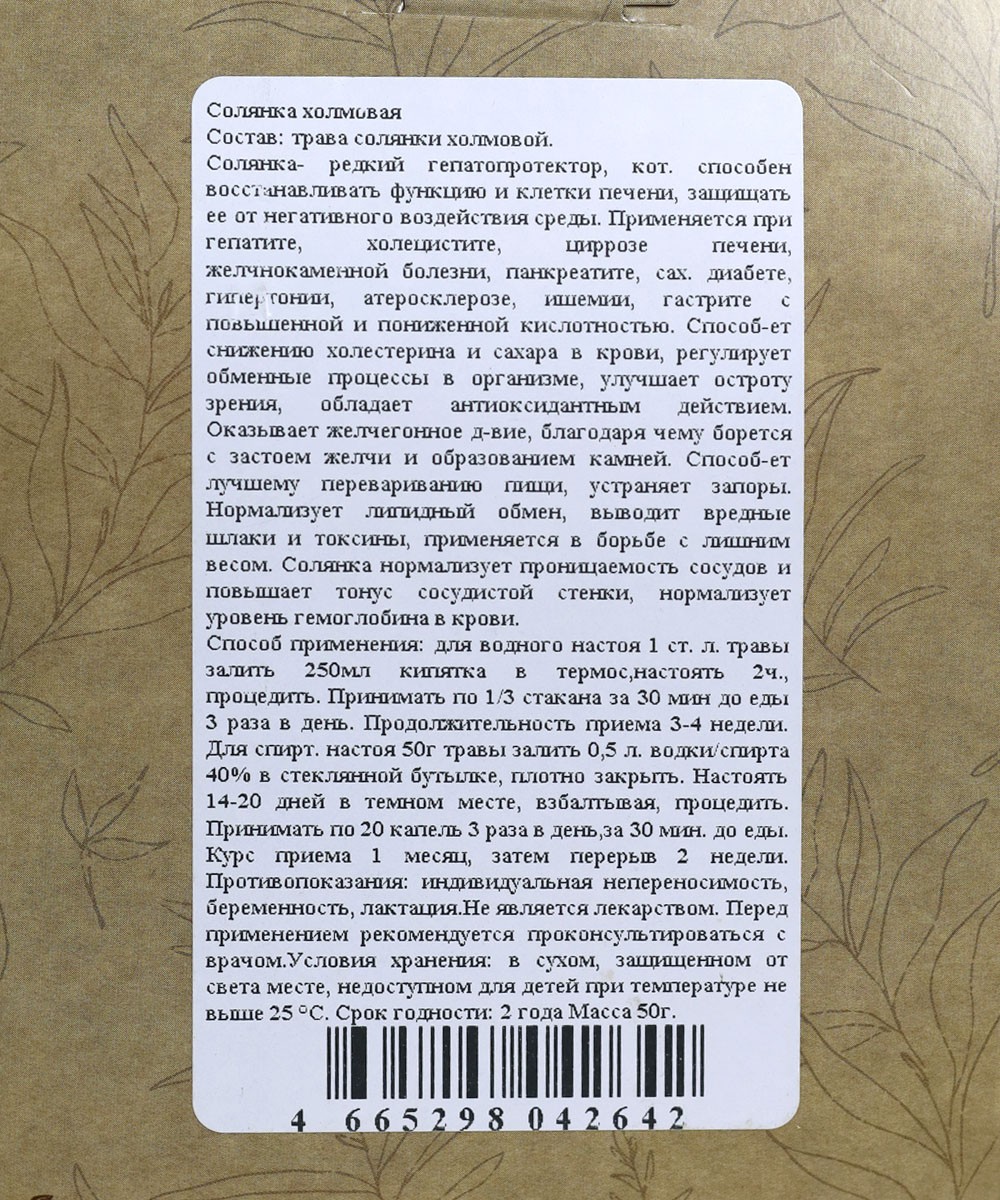 Солянка холмовая
Состав: трава солянки холмовой.
Солянка- редкий гепатопротектор, кот. способен
восстанавливать функцию и клетки печени, защищать
ее от негативного воздействия среды. Применяется при
гепатите, холецистите, циррозе печени,
желчнокаменной болезни, панкреатите, сах. диабете,
гипертонии, атеросклерозе, ишемии, гастрите с
повышенной и пониженной кислотностью. Способ-ет
снижению холестерина и сахара в крови, регулирует
обменные процессы в организме, улучшает остроту
зрения, обладает антиоксидантным действием.
Оказывает желчегонное д-вие, благодаря чему борется
с застоем желчи и образованием камней. Способ-ет
лучшему перевариванию пищи, устраняет запоры.
Нормализует липидный обмен, выводит вредные
шлаки и токсины, применяется в борьбе с лишним
весом. Солянка нормализует проницаемость сосудов и
повышает тонус сосудистой стенки, нормализует
уровень гемоглобина в крови.
Способ применения: для водного настоя 1 ст. л. травы
залить 250мл кипятка в термос,настоять 2ч.,
процедить. Принимать по 1/3 стакана за 30 мин до еды
3 раза в день. Продолжительность приема 3-4 недели.
Для спирт. настоя 50г травы залить 0,5 л. водки/спирта
40% в стеклянной бутылке, плотно закрыть. Настоять
14-20 дней в темном месте, взбалтывая, процедить.
Принимать по 20 капель 3 раза в день,за 30 мин. до еды.
Курс приема 1 месяц, затем перерыв 2 недели.
Противопоказания: индивидуальная непереносимость,
беременность, лактация.Не является лекарством. Перед
применением рекомендуется проконсультироваться с
врачом.Условия хранения: в сухом, защищенном от
света месте, недоступном для детей при температуре не
выше 25 °С. Срок годности: 2 года Масса 50г.
4 665298 042642